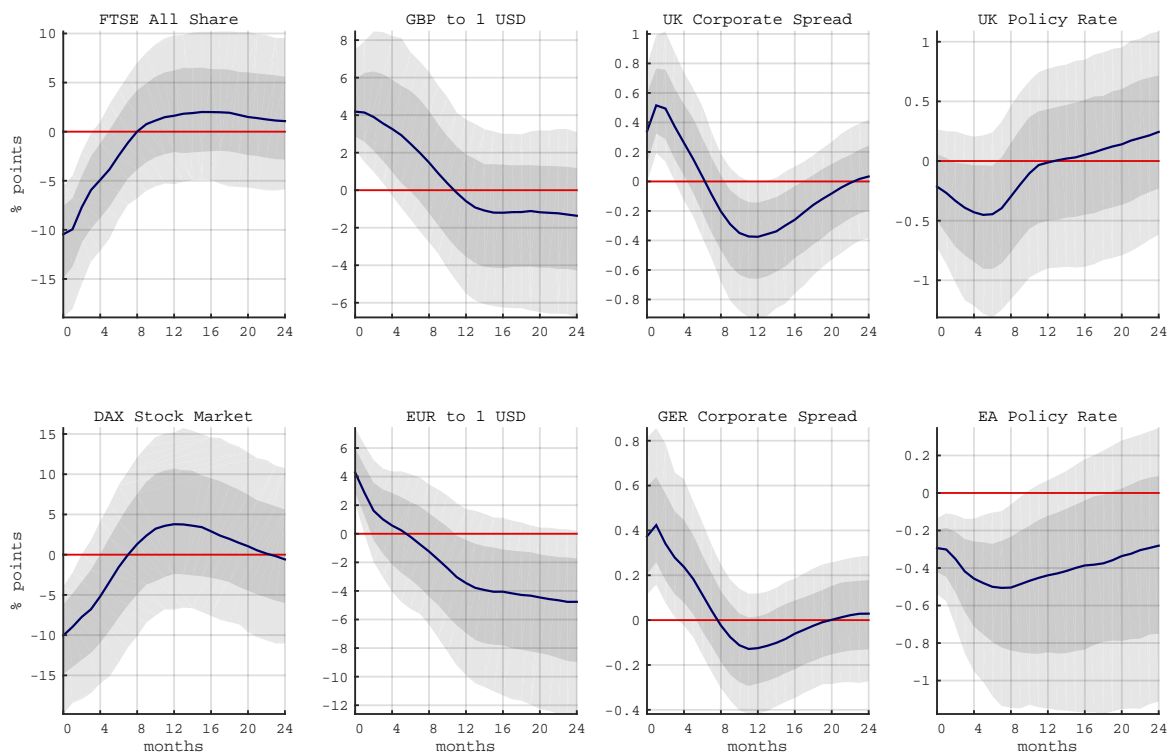 FTSE All Share
GBP to 1 USD
UK Corporate Spread
UK Policy Rate
% points
10
5
0
-5
-10
-15
0 4 8 12 16 20 24
8
6
4
2
0
-2
-4
-6
0 4 8 12 16 20 24
1
0.8
0.6
0.4
0.2
0
-0.2
-0.4
-0.6
-0.8
0 4 8 12 16 20 24
1
0.5
0
-0.5
-1
0 4 8 12 16 20 24
DAX Stock Market
EUR to 1 USD
GER Corporate Spread
EA Policy Rate
% points
15
10
5
0
-5
-10
-15
0 4 8 12 16 20 24
months
6
4
2
0
-2
-4
-6
-8
-10
-12
0 4 8 12 16 20 24
months
0.8
0.6
0.4
0.2
0
-0.2
-0.4
0 4 8 12 16 20 24
months
0.2
0
-0.2
-0.4
-0.6
-0.8
-1
0 4 8 12 16 20 24
months